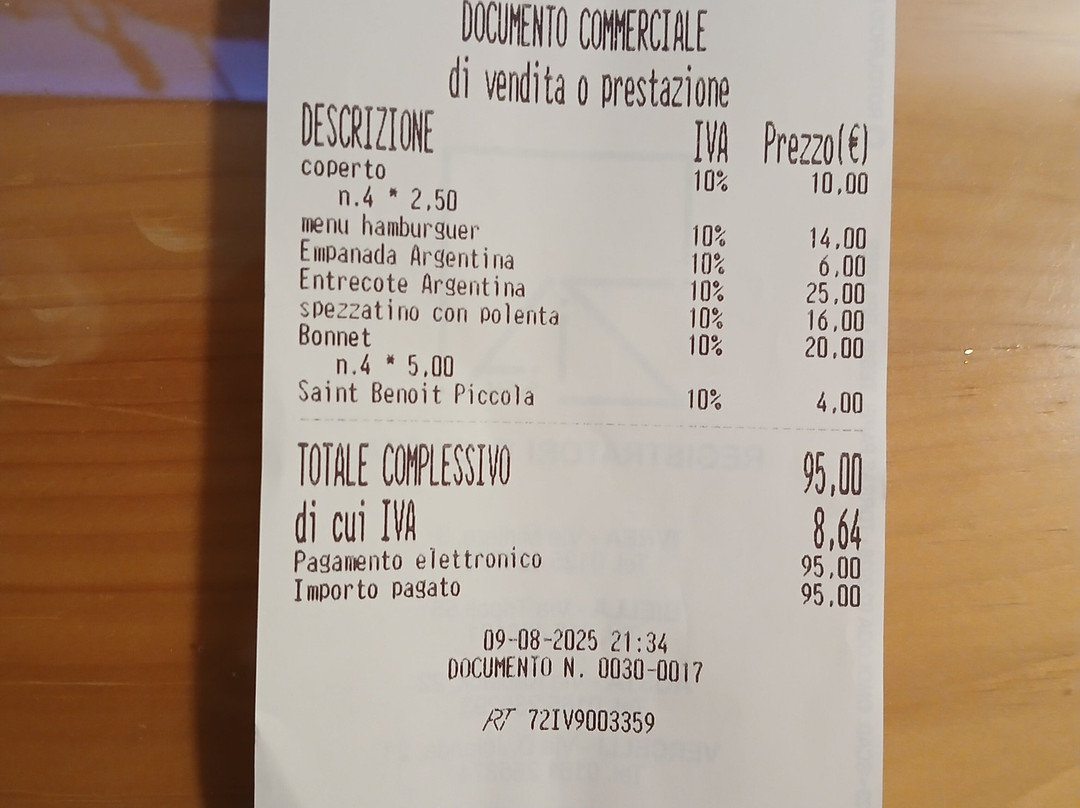 DOCUMENTO COMMERCIALE
di vendita o prestazione
DESCRIZIONE IVA Prezzo(€)
coperto 10% 10,00
n.4 * 2,50
menu hamburguer 10% 14,00
Empanada Argentina 10% 6,00
Entrecote Argentina 10% 25,00
spezzatino con polenta 10% 16,00
Bonnet 10% 20,00
n.4 * 5,00
Saint Benoit Piccola 10% 4,00
TOTALE COMPLESSIVO 95,00
di cui IVA 8,64
Pagamento elettronico 95,00
Importo pagato 95,00
09-08-2025 21:34
DOCUMENTO N. 0030-0017
RT 72IV9003359